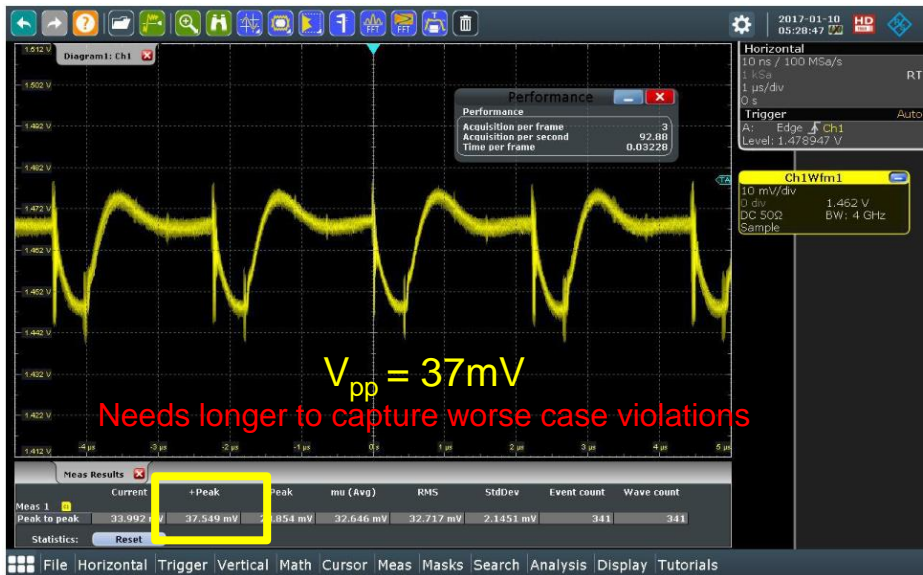 FFT
FFT
2017-01-10
05:28:47
HD
Diagram1: Ch1
Horizontal
10 ns / 100 MSa/s
1 kSa RT
1 µs/div
0 s
Trigger Auto
A: Edge Ch1
Level: 1.478947 V
Performance
Performance
Acquisition per frame 3
Acquisition per second 92.88
Time per frame 0.03228
TA
Ch1Wfm1
10 mV/div
0 div 1.462 V
DC 50Ω BW: 4 GHz
Sample
1.512 V
1.502 V
1.492 V
1.482 V
1.472 V
1.462 V
1.452 V
1.442 V
1.432 V
1.422 V
1.412 V
Vpp = 37mV
Needs longer to capture worse case violations
-4 µs -3 µs -2 µs -1 µs 0 s 1 µs 2 µs 3 µs 4 µs 5 µs
Meas Results
Current +Peak Peak mu (Avg) RMS StdDev Event count Wave count
Meas 1
Peak to peak 33.992 mV 37.549 mV .854 mV 32.646 mV 32.717 mV 2.1451 mV 341 341
Statistics: Reset
File Horizontal Trigger Vertical Math Cursor Meas Masks Search Analysis Display Tutorials